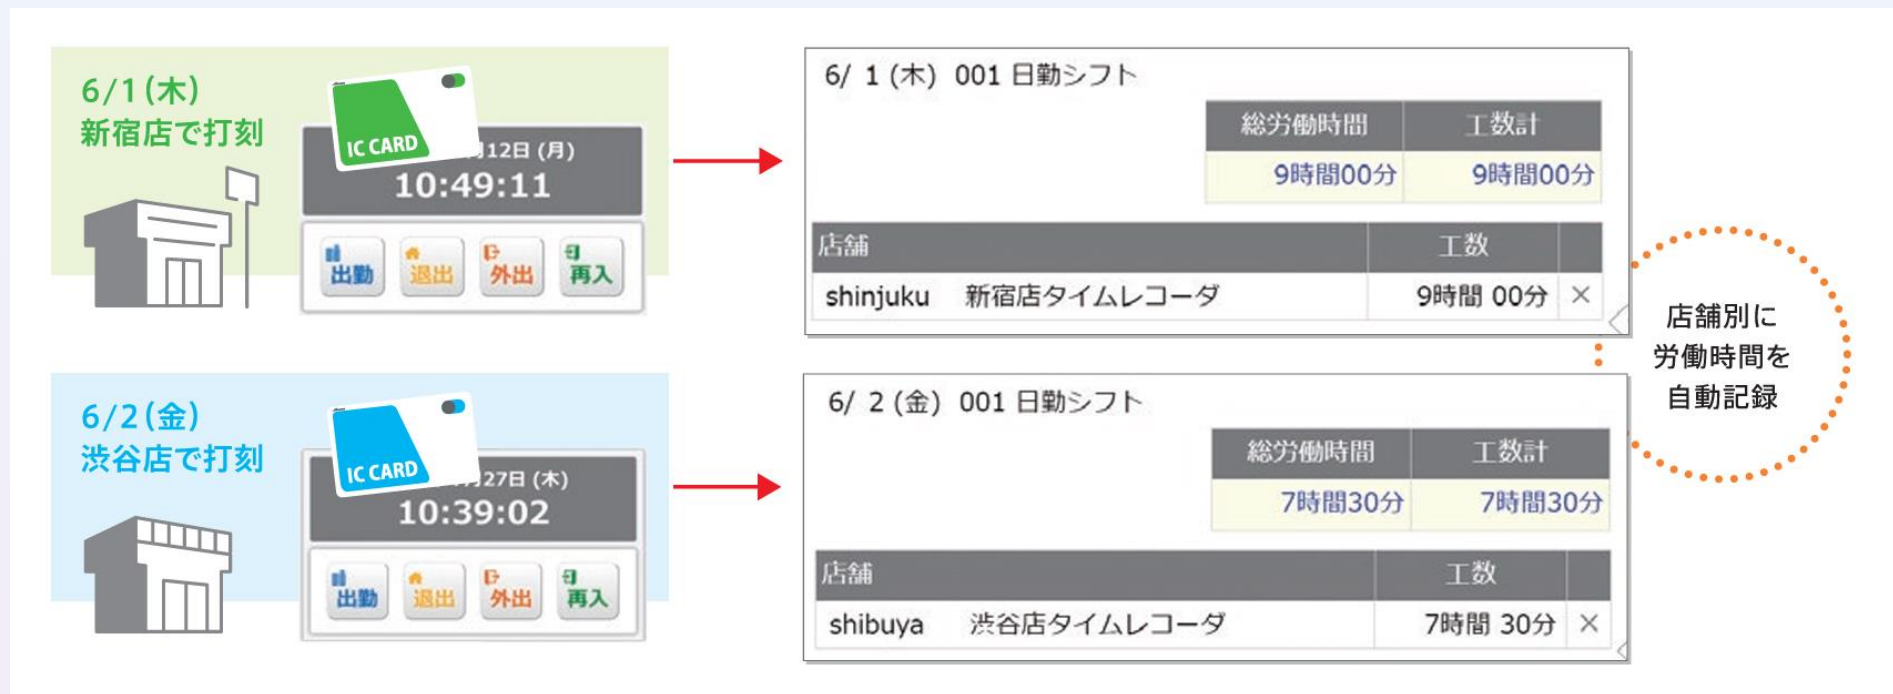 6/1(木)
新宿店で打刻
IC CARD
月12日 (月)
10:49:11
出勤 退出 外出 再入
6/ 1 (木) 001 日勤シフト
総労働時間 工数計
9時間00分 9時間00分
店舗 工数
shinjuku 新宿店タイムレコーダ 9時間 00分 ×
6/2(金)
渋谷店で打刻
IC CARD
月27日 (木)
10:39:02
出勤 退出 外出 再入
6/ 2 (金) 001 日勤シフト
総労働時間 工数計
7時間30分 7時間30分
店舗 工数
shibuya 渋谷店タイムレコーダ 7時間 30分 ×
店舗別に
労働時間を
自動記録